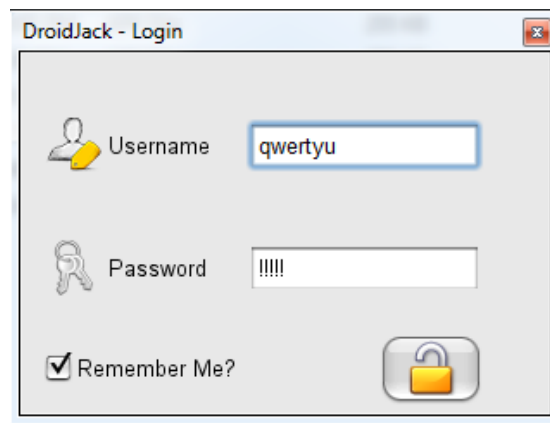 DroidJack - Login
Username qwertyu
Password !!!!!
Remember Me?